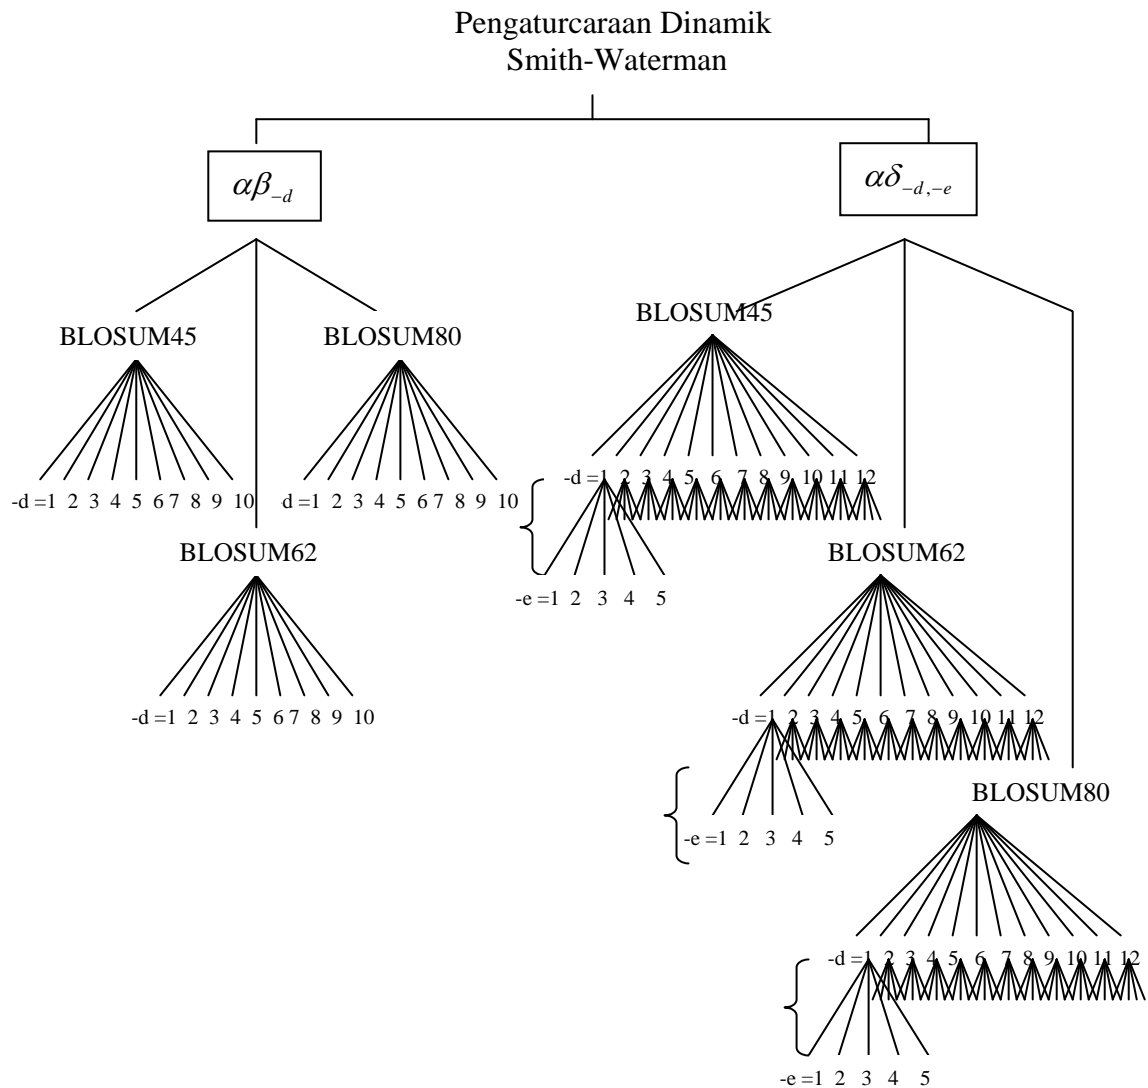 Pengaturcaraan Dinamik
Smith-Waterman
αβ₋d
αδ₋d,₋e
BLOSUM45
BLOSUM80
BLOSUM45
-d =1 2 3 4 5 6 7 8 9 10
d =1 2 3 4 5 6 7 8 9 10
-d =1 2 3 4 5 6 7 8 9 10 11 12
BLOSUM62
BLOSUM62
-e =1 2 3 4 5
-d =1 2 3 4 5 6 7 8 9 10
-d =1 2 3 4 5 6 7 8 9 10 11 12
BLOSUM80
-e =1 2 3 4 5
-d =1 2 3 4 5 6 7 8 9 10 11 12
-e =1 2 3 4 5